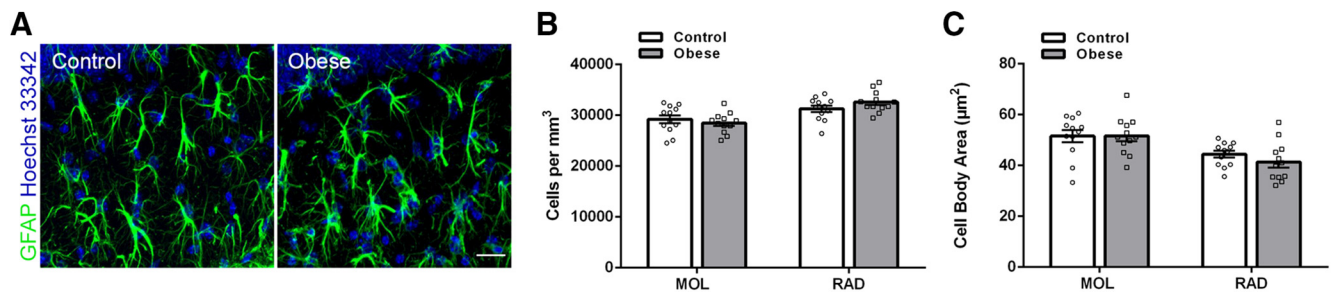 A
GFAP Hoechst 33342
Control
Obese
B
Control
Obese
Cells per mm³
40000
30000
20000
10000
0
MOL
RAD
C
Control
Obese
Cell Body Area (µm²)
80
60
40
20
0
MOL
RAD